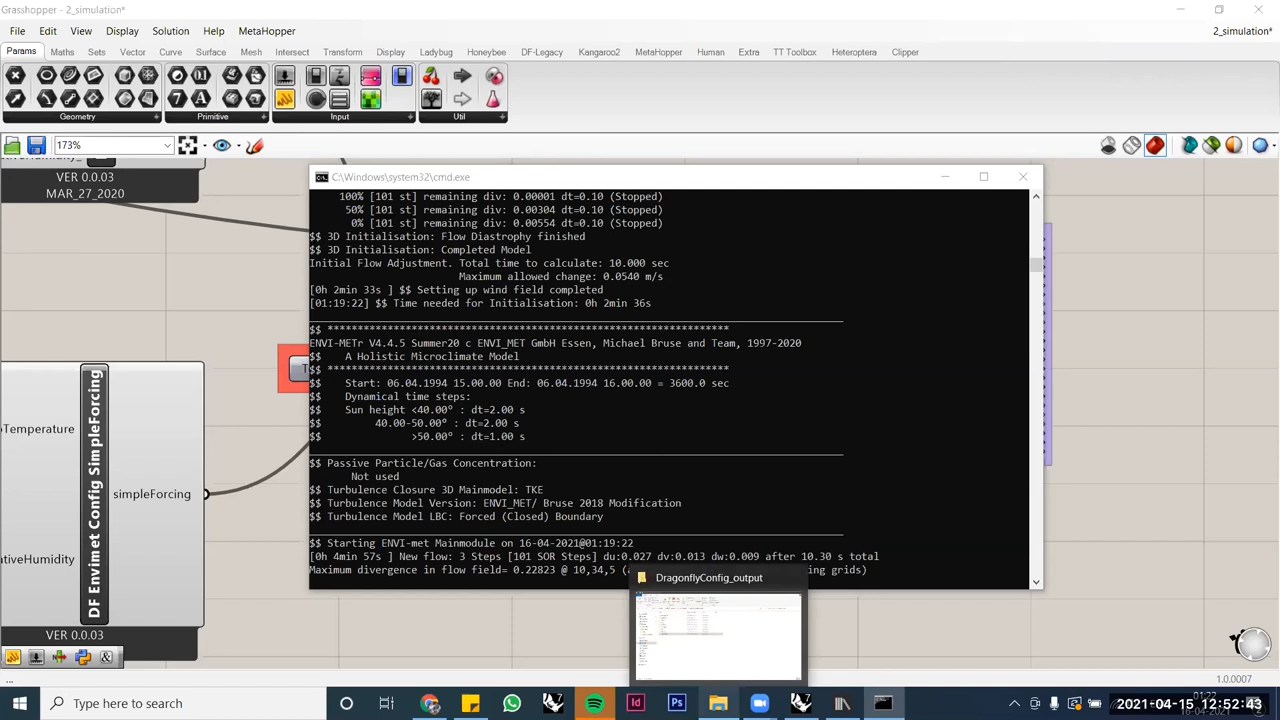 Grasshopper - 2_simulation*
File Edit View Display Solution Help MetaHopper
2_simulation*
Params Maths Sets Vector Curve Surface Mesh Intersect Transform Display Ladybug Honeybee DF-Legacy Kangaroo2 MetaHopper Human Extra TT Toolbox Heteroptera Clipper
Geometry Primitive Input Util
173%
VER 0.0.03
MAR_27_2020
C:\Windows\system32\cmd.exe
100% [101 st] remaining div: 0.00001 dt=0.10 (Stopped)
50% [101 st] remaining div: 0.00304 dt=0.10 (Stopped)
0% [101 st] remaining div: 0.00554 dt=0.10 (Stopped)
$$ 3D Initialisation: Flow Diastrophy finished
$$ 3D Initialisation: Completed Model
Initial Flow Adjustment. Total time to calculate: 10.000 sec
Maximum allowed change: 0.0540 m/s
[0h 2min 33s ] $$ Setting up wind field completed
[01:19:22] $$ Time needed for Initialisation: 0h 2min 36s
$$ *******************************************************************
ENVI-METr V4.4.5 Summer20 c ENVI_MET GmbH Essen, Michael Bruse and Team, 1997-2020
$$ A Holistic Microclimate Model
$$ *******************************************************************
$$ Start: 06.04.1994 15.00.00 End: 06.04.1994 16.00.00 = 3600.0 sec
$$ Dynamical time steps:
$$ Sun height <40.00º : dt=2.00 s
$$ 40.00-50.00º : dt=2.00 s
$$ >50.00º : dt=1.00 s
$$ Passive Particle/Gas Concentration:
Not used
$$ Turbulence Closure 3D Mainmodel: TKE
$$ Turbulence Model Version: ENVI_MET/ Bruse 2018 Modification
$$ Turbulence Model LBC: Forced (Closed) Boundary
$$ Starting ENVI-met Mainmodule on 16-04-2021@01:19:22
[0h 4min 57s ] New flow: 3 Steps [101 SOR Steps] du:0.027 dv:0.013 dw:0.009 after 10.30 s total
Maximum divergence in flow field= 0.22823 @ 10,34,5 ( ing grids)
Temperature
DF Envimet Config SimpleForcing
simpleForcing
ativeHumidity
VER 0.0.03
DragonflyConfig_output
...
1.0.0007
Type here to search
01:22
2021-04-15 12:52:43
16-04-2021